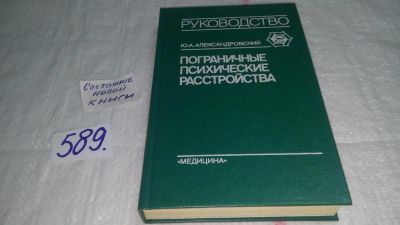 РУКОВОДСТВО
Ю.А.АЛЕКСАНДРОВСКИЙ
ПОГРАНИЧНЫЕ
ПСИХИЧЕСКИЕ
РАССТРОЙСТВА
«МЕДИЦИНА»
Состояние
новой
книги
589.